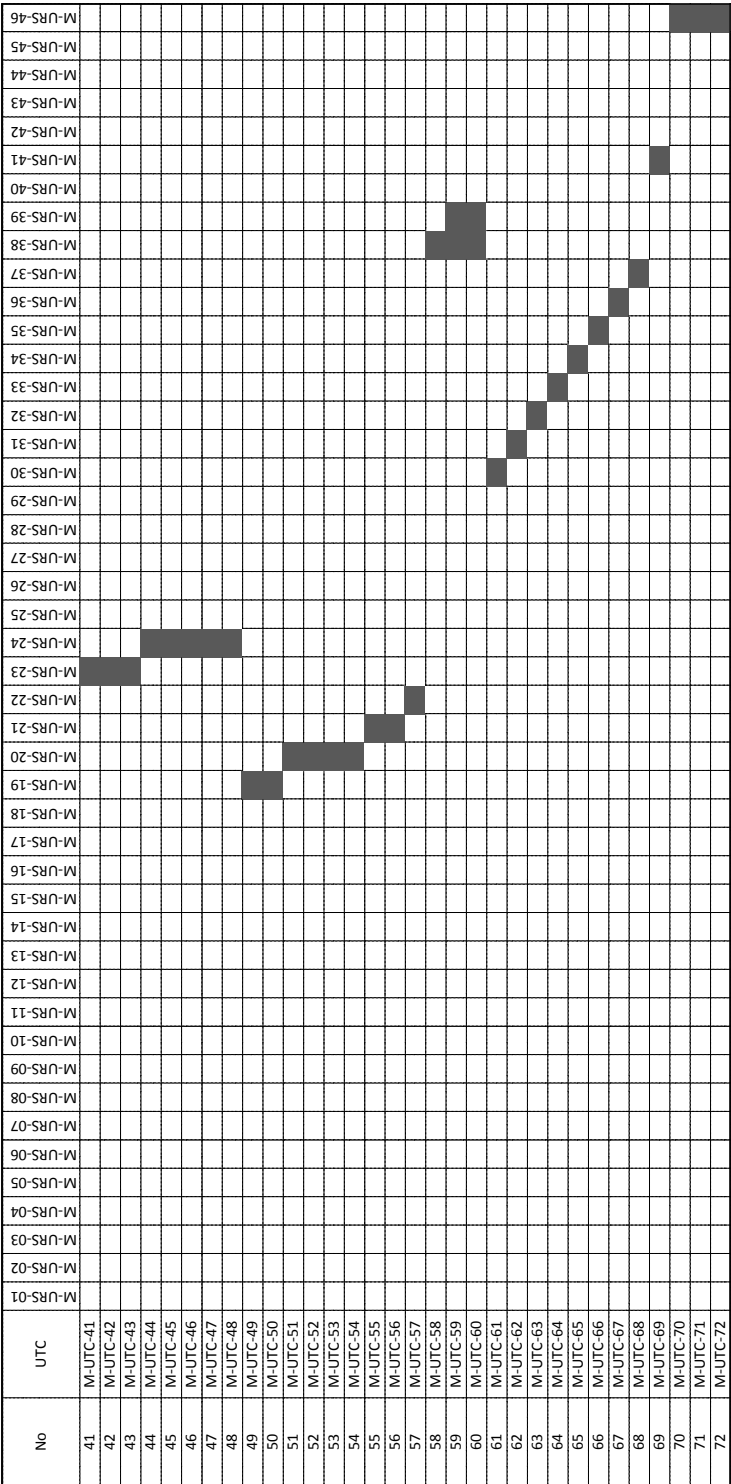 No UTC M-URS-01 M-URS-02 M-URS-03 M-URS-04 M-URS-05 M-URS-06 M-URS-07 M-URS-08 M-URS-09 M-URS-10 M-URS-11 M-URS-12 M-URS-13 M-URS-14 M-URS-15 M-URS-16 M-URS-17 M-URS-18 M-URS-19 M-URS-20 M-URS-21 M-URS-22 M-URS-23 M-URS-24 M-URS-25 M-URS-26 M-URS-27 M-URS-28 M-URS-29 M-URS-30 M-URS-31 M-URS-32 M-URS-33 M-URS-34 M-URS-35 M-URS-36 M-URS-37 M-URS-38 M-URS-39 M-URS-40 M-URS-41 M-URS-42 M-URS-43 M-URS-44 M-URS-45 M-URS-46
41 M-UTC-41
42 M-UTC-42
43 M-UTC-43
44 M-UTC-44
45 M-UTC-45
46 M-UTC-46
47 M-UTC-47
48 M-UTC-48
49 M-UTC-49
50 M-UTC-50
51 M-UTC-51
52 M-UTC-52
53 M-UTC-53
54 M-UTC-54
55 M-UTC-55
56 M-UTC-56
57 M-UTC-57
58 M-UTC-58
59 M-UTC-59
60 M-UTC-60
61 M-UTC-61
62 M-UTC-62
63 M-UTC-63
64 M-UTC-64
65 M-UTC-65
66 M-UTC-66
67 M-UTC-67
68 M-UTC-68
69 M-UTC-69
70 M-UTC-70
71 M-UTC-71
72 M-UTC-72